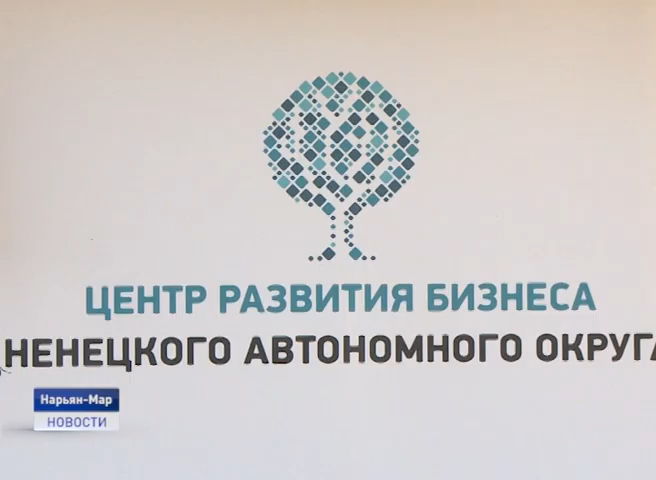 ЦЕНТР РАЗВИТИЯ БИЗНЕСА
НЕНЕЦКОГО АВТОНОМНОГО ОКРУГА
Нарьян-Мар
НОВОСТИ